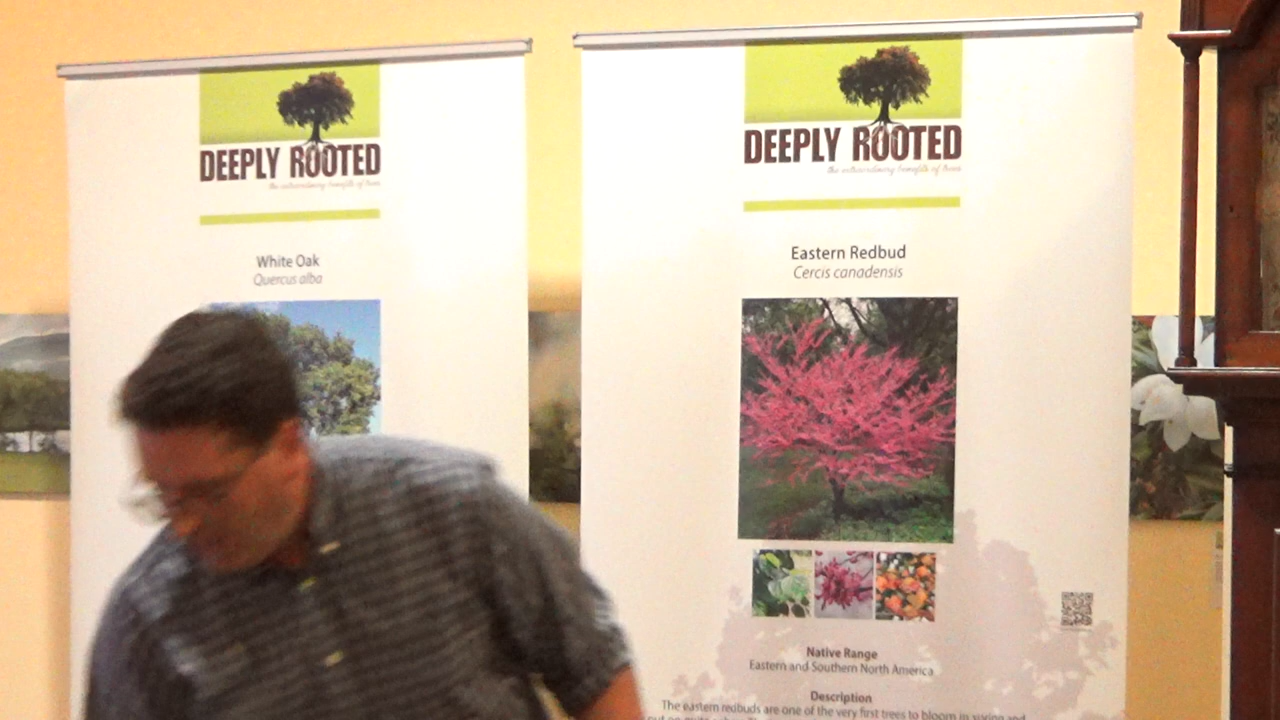 DEEPLY ROOTED
the extraordinary benefits of trees
White Oak
Quercus alba
DEEPLY ROOTED
the extraordinary benefits of trees
Eastern Redbud
Cercis canadensis
Native Range
Eastern and Southern North America
Description
The eastern redbuds are one of the very first trees to bloom in spring and